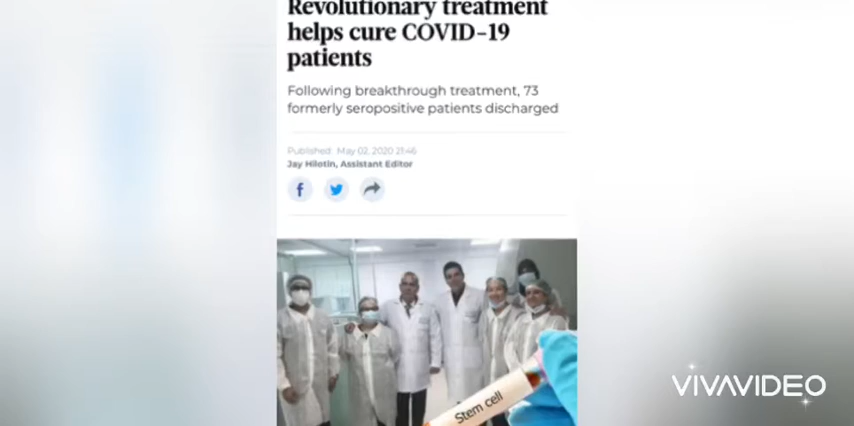 Revolutionary treatment
helps cure COVID-19
patients
Following breakthrough treatment, 73
formerly seropositive patients discharged
Published: May 02, 2020 21:46
Jay Hilotin, Assistant Editor
Stem cell
VIVAVIDEO